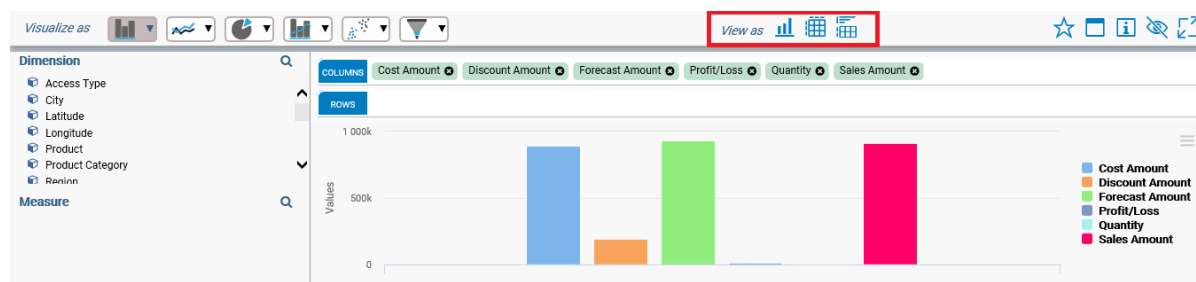 Visualize as
View as
Dimension
Access Type
City
Latitude
Longitude
Product
Product Category
Region
Measure
COLUMNS Cost Amount Discount Amount Forecast Amount Profit/Loss Quantity Sales Amount
ROWS
1 000k
500k
0
Values
Cost Amount
Discount Amount
Forecast Amount
Profit/Loss
Quantity
Sales Amount